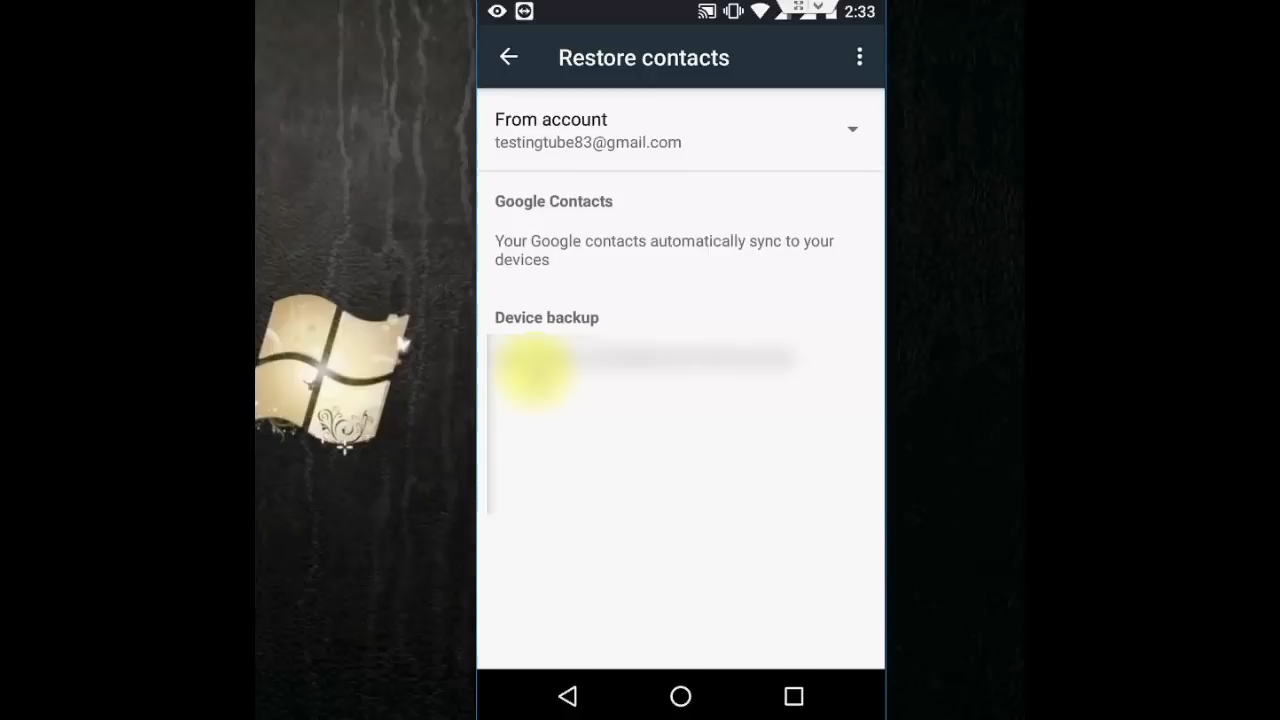 2:33
Restore contacts
From account
testingtube83@gmail.com
Google Contacts
Your Google contacts automatically sync to your
devices
Device backup